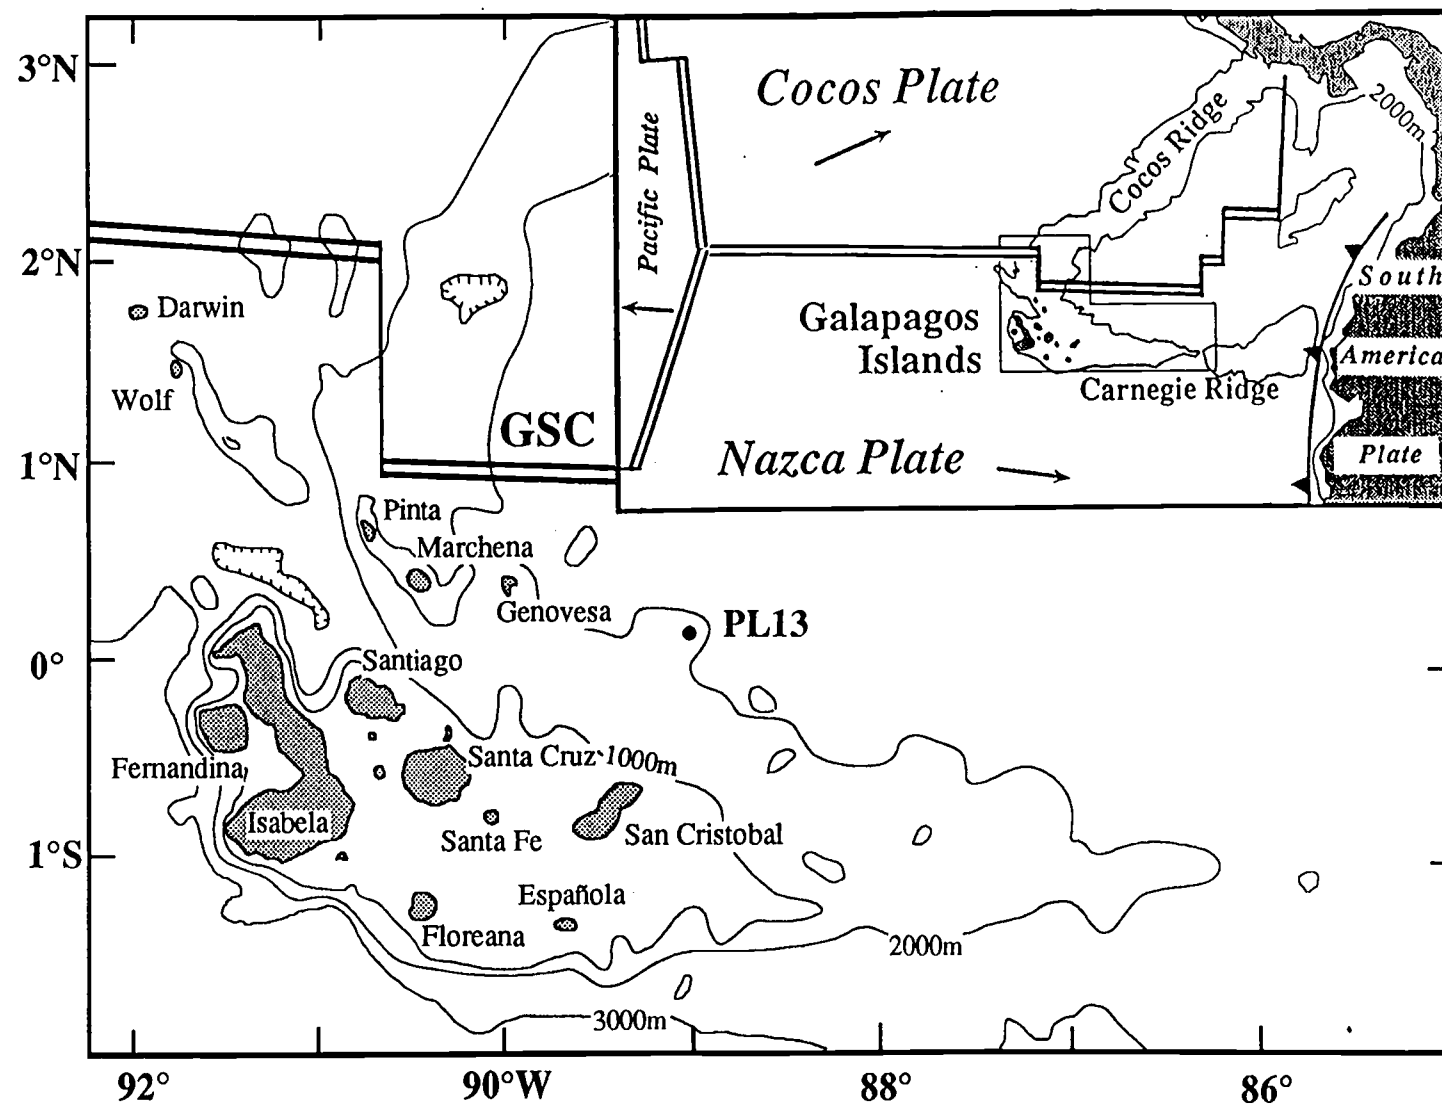 3°N
2°N
1°N
0°
1°S
92°
90°W
88°
86°
Cocos Plate
Pacific Plate
Cocos Ridge
2000m
Galapagos
Islands
Carnegie Ridge
Nazca Plate
South
America
Plate
GSC
Darwin
Wolf
Pinta
Marchena
Genovesa
PL13
Santiago
Fernandina
Isabela
Santa Cruz
1000m
Santa Fe
San Cristobal
Española
Floreana
2000m
3000m